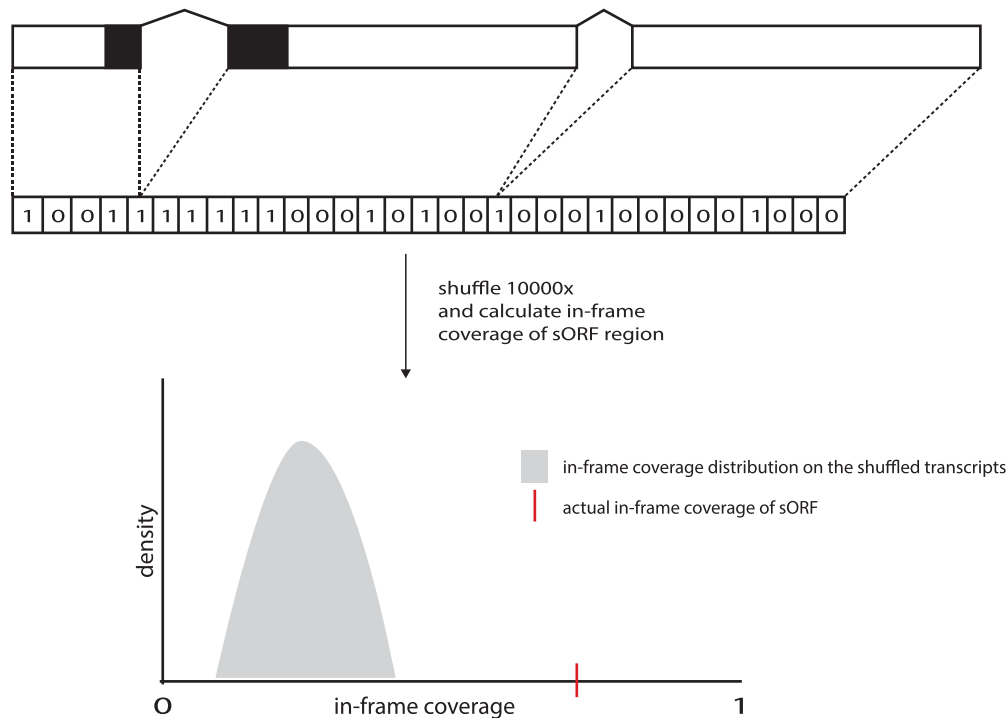 1 0 0 1 1 1 1 1 1 1 0 0 0 1 0 1 0 0 1 0 0 0 1 0 0 0 0 0 1 0 0 0
shuffle 10000x
and calculate in-frame
coverage of sORF region
in-frame coverage distribution on the shuffled transcripts
actual in-frame coverage of sORF
density
0
in-frame coverage
1